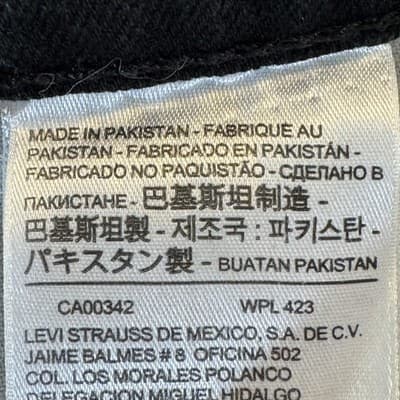 MADE IN PAKISTAN - FABRIQUE AU
PAKISTAN - FABRICADO EN PAKISTÁN -
FABRICADO NO PAQUISTÃO - СДЕЛАНО В
ПАКИСТАНЕ - 巴基斯坦制造 -
巴基斯坦製 - 제조국 : 파키스탄 -
パキスタン製 - BUATAN PAKISTAN
CA00342 WPL 423
LEVI STRAUSS DE MEXICO, S.A. DE C.V.
JAIME BALMES # 8 OFICINA 502
COL. LOS MORALES POLANCO
DELEGACION MIGUEL HIDALGO